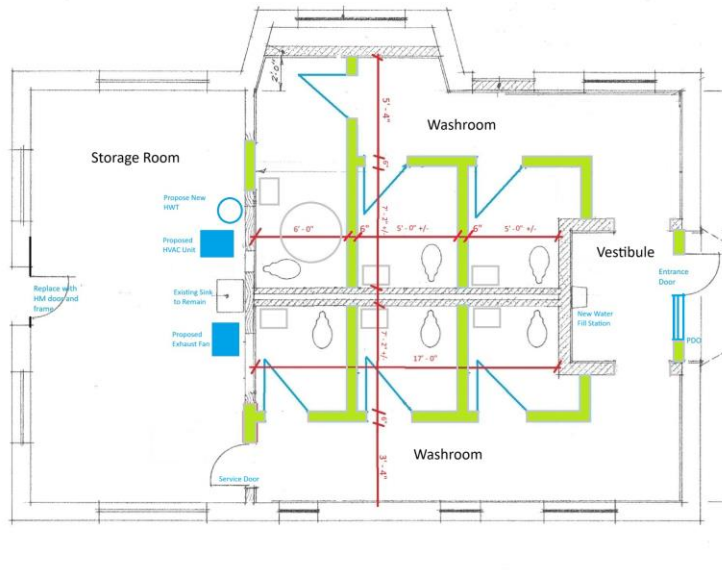 2'-0"
5' - 4"
Washroom
Storage Room
6"
Propose New
HWT
7' - 2" +/-
6' - 0"
6"
5' - 0" +/-
6"
5' - 0" +/-
Proposed
HVAC Unit
Vestibule
Entrance
Door
Replace with
HM door and
frame
Existing Sink
to Remain
New Water
Fill Station
Proposed
Exhaust Fan
7' - 2" +/-
PDO
17' - 0"
6"
3' - 4"
Washroom
Service Door